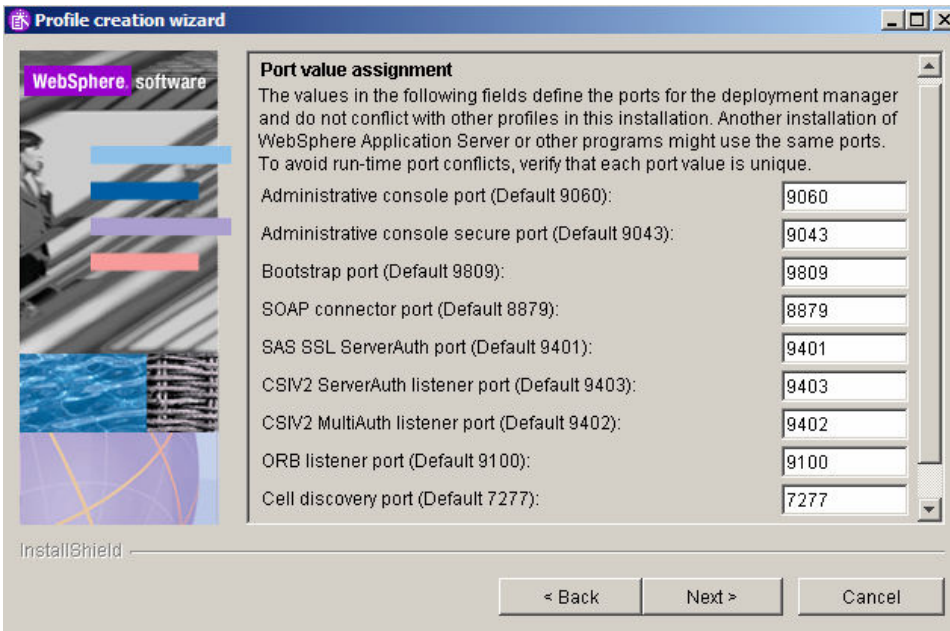 Profile creation wizard
WebSphere. software
Port value assignment
The values in the following fields define the ports for the deployment manager
and do not conflict with other profiles in this installation. Another installation of
WebSphere Application Server or other programs might use the same ports.
To avoid run-time port conflicts, verify that each port value is unique.
Administrative console port (Default 9060): 9060
Administrative console secure port (Default 9043): 9043
Bootstrap port (Default 9809): 9809
SOAP connector port (Default 8879): 8879
SAS SSL ServerAuth port (Default 9401): 9401
CSIV2 ServerAuth listener port (Default 9403): 9403
CSIV2 MultiAuth listener port (Default 9402): 9402
ORB listener port (Default 9100): 9100
Cell discovery port (Default 7277): 7277
InstallShield
< Back Next > Cancel